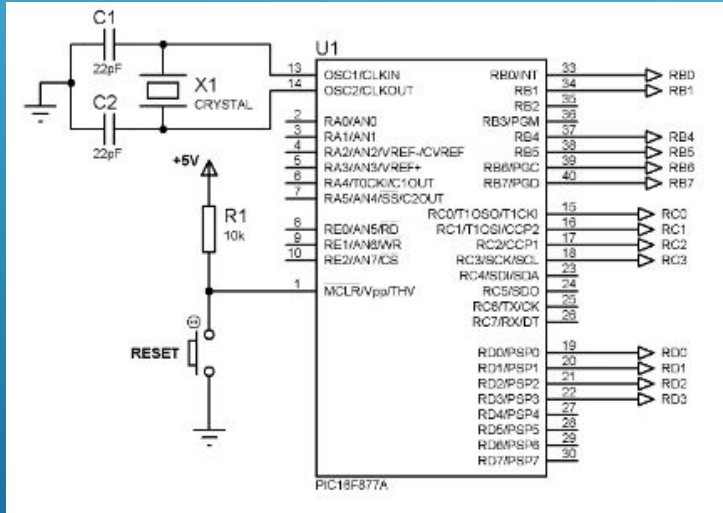 C1
22pF
X1
CRYSTAL
C2
22pF
+5V
R1
10k
RESET
U1
13 OSC1/CLKIN
14 OSC2/CLKOUT
2 RA0/AN0
3 RA1/AN1
4 RA2/AN2/VREF-/CVREF
5 RA3/AN3/VREF+
6 RA4/T0CKI/C1OUT
7 RA5/AN4/SS/C2OUT
8 RE0/AN5/RD
9 RE1/AN6/WR
10 RE2/AN7/CS
1 MCLR/Vpp/THV
RB0/INT 33 RB0
RB1 34 RB1
RB2 35
RB3/PGM 36
RB4 37 RB4
RB5 38 RB5
RB6/PGC 39 RB6
RB7/PGD 40 RB7
RC0/T1OSO/T1CKI 15 RC0
RC1/T1OSI/CCP2 16 RC1
RC2/CCP1 17 RC2
RC3/SCK/SCL 18 RC3
RC4/SDI/SDA 23
RC5/SDO 24
RC6/TX/CK 25
RC7/RX/DT 26
RD0/PSP0 19 RD0
RD1/PSP1 20 RD1
RD2/PSP2 21 RD2
RD3/PSP3 22 RD3
RD4/PSP4 27
RD5/PSP5 28
RD6/PSP6 29
RD7/PSP7 30
PIC16F877A